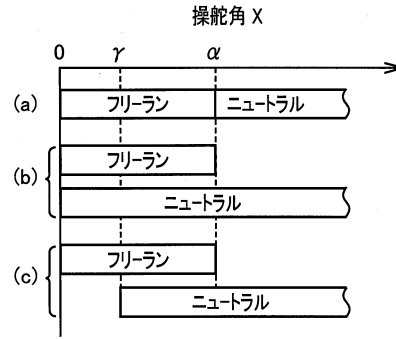 操舵角 X
0 γ α
(a) フリーラン ニュートラル
(b) フリーラン
ニュートラル
(c) フリーラン
ニュートラル